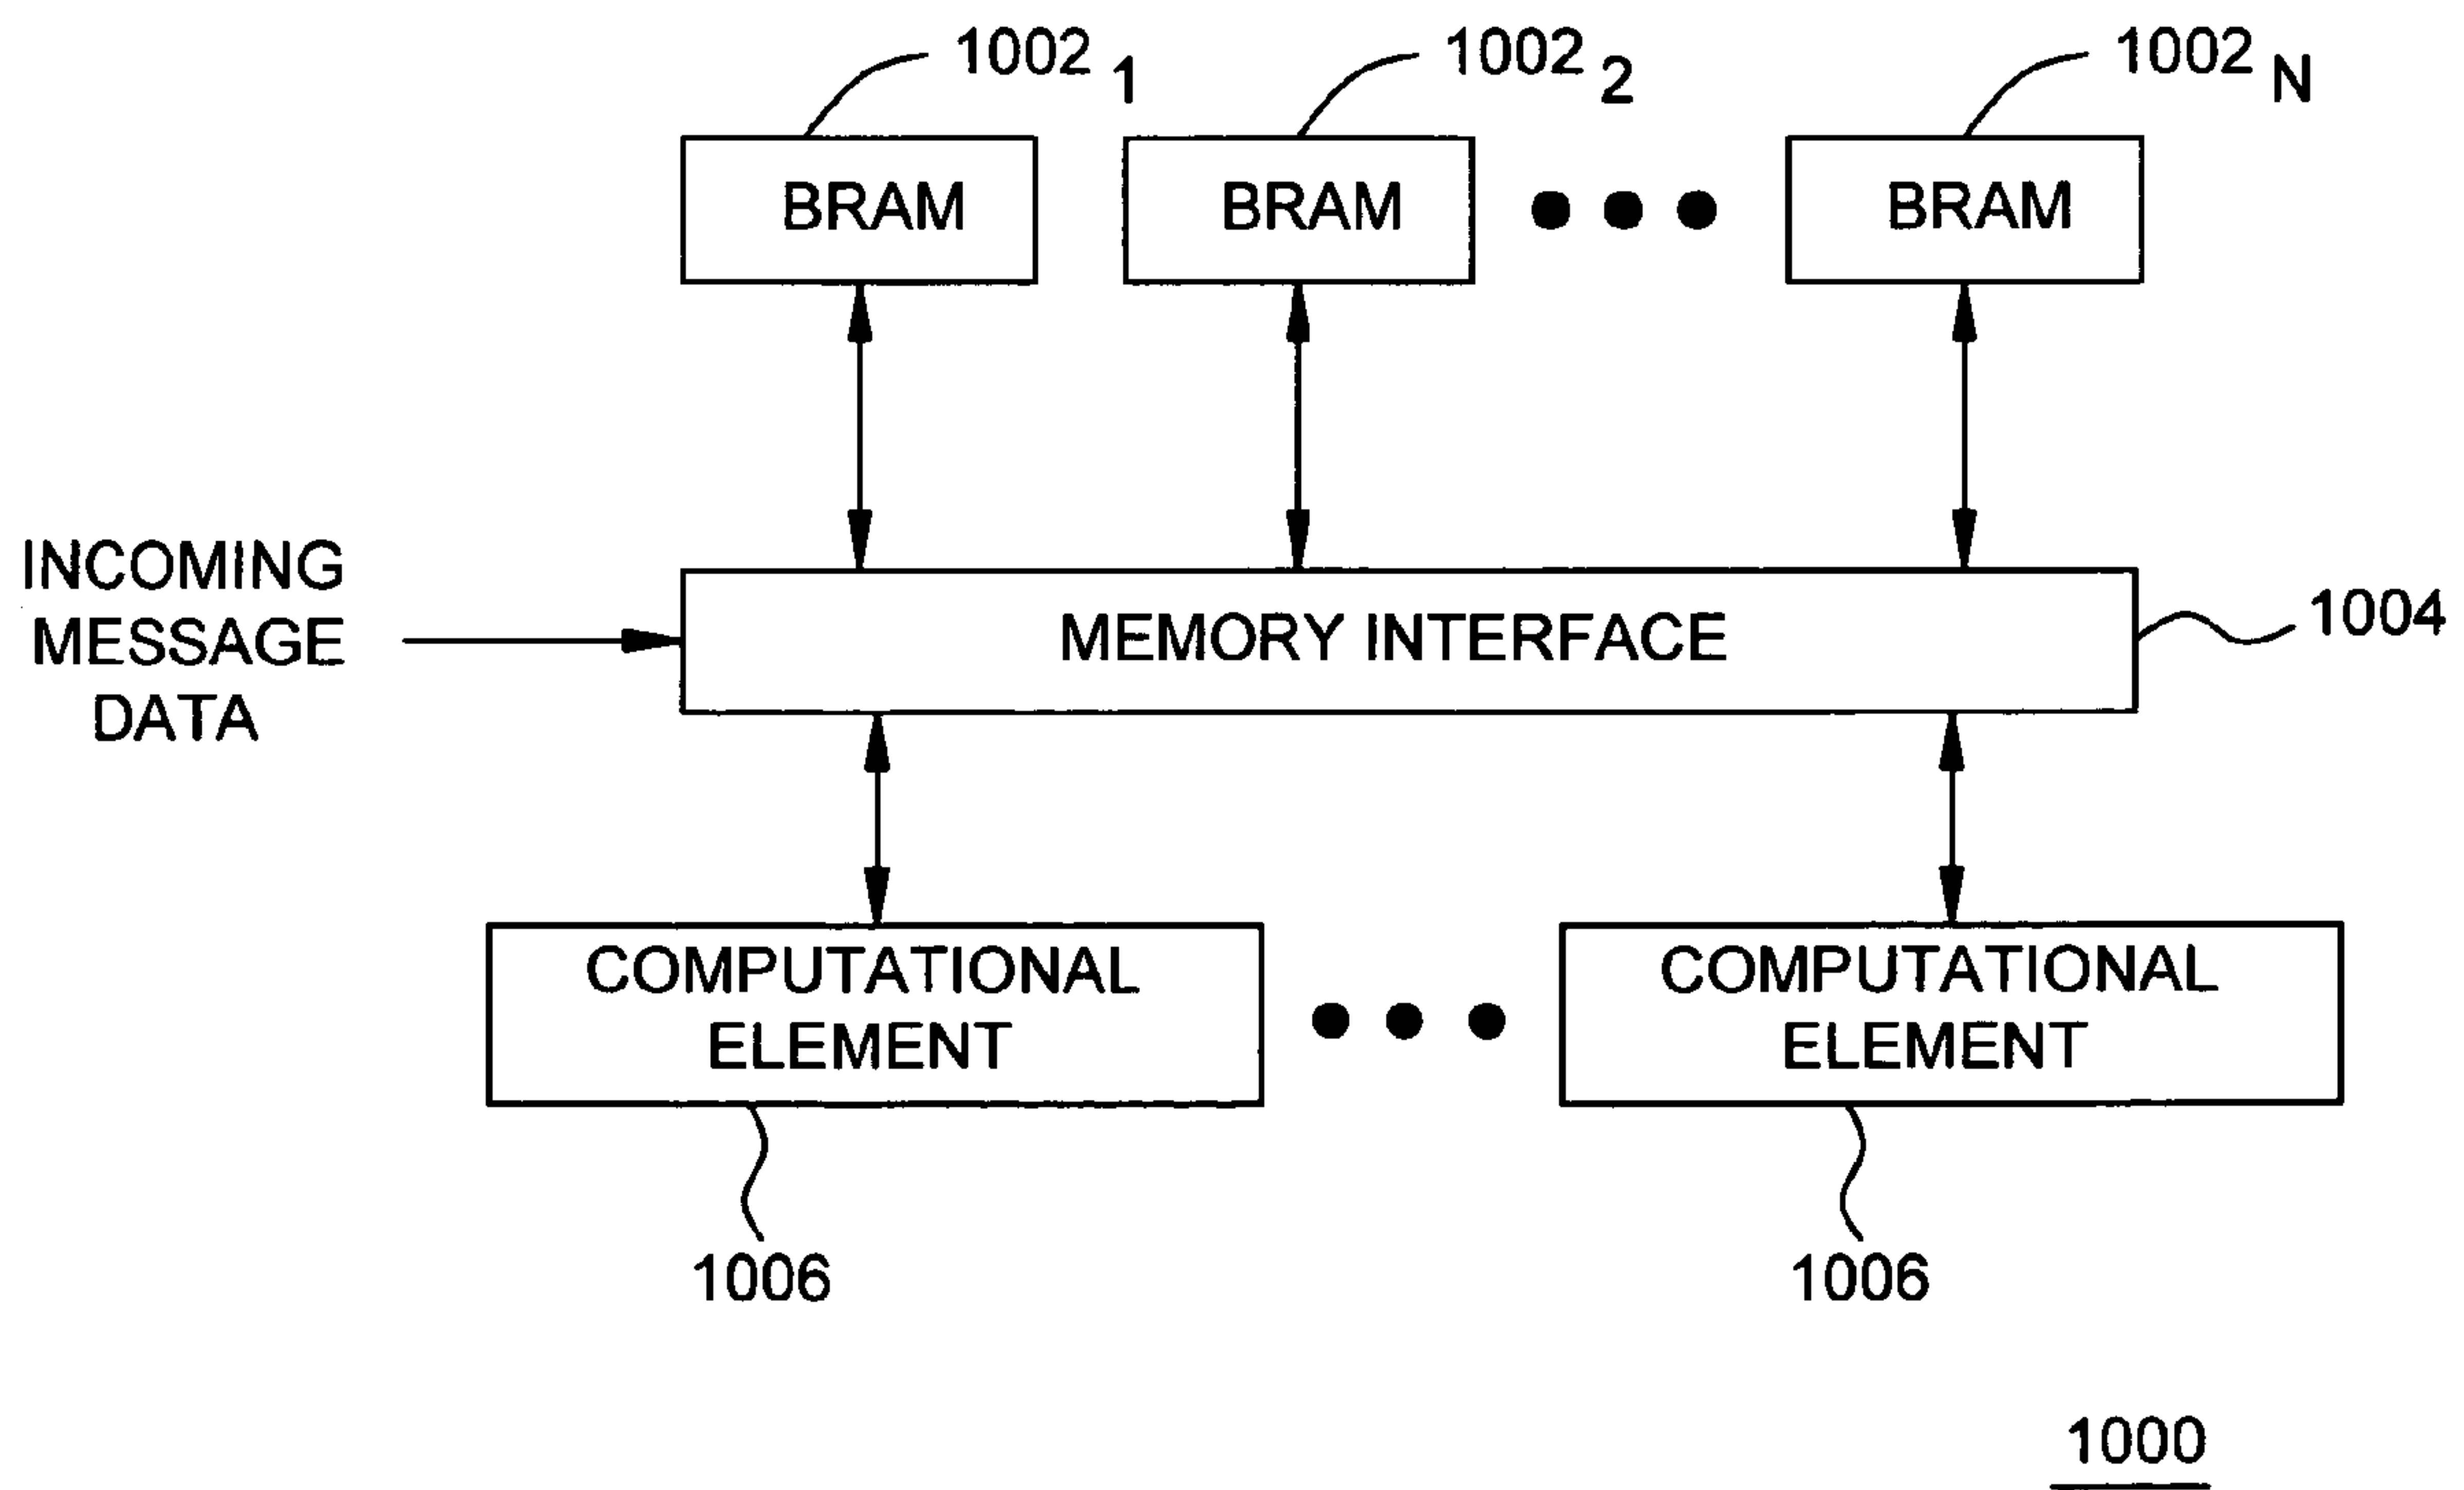 1002 1 1002 2 1002 N
BRAM BRAM BRAM
INCOMING
MESSAGE
DATA
MEMORY INTERFACE
1004
COMPUTATIONAL
ELEMENT
COMPUTATIONAL
ELEMENT
1006 1006
1000